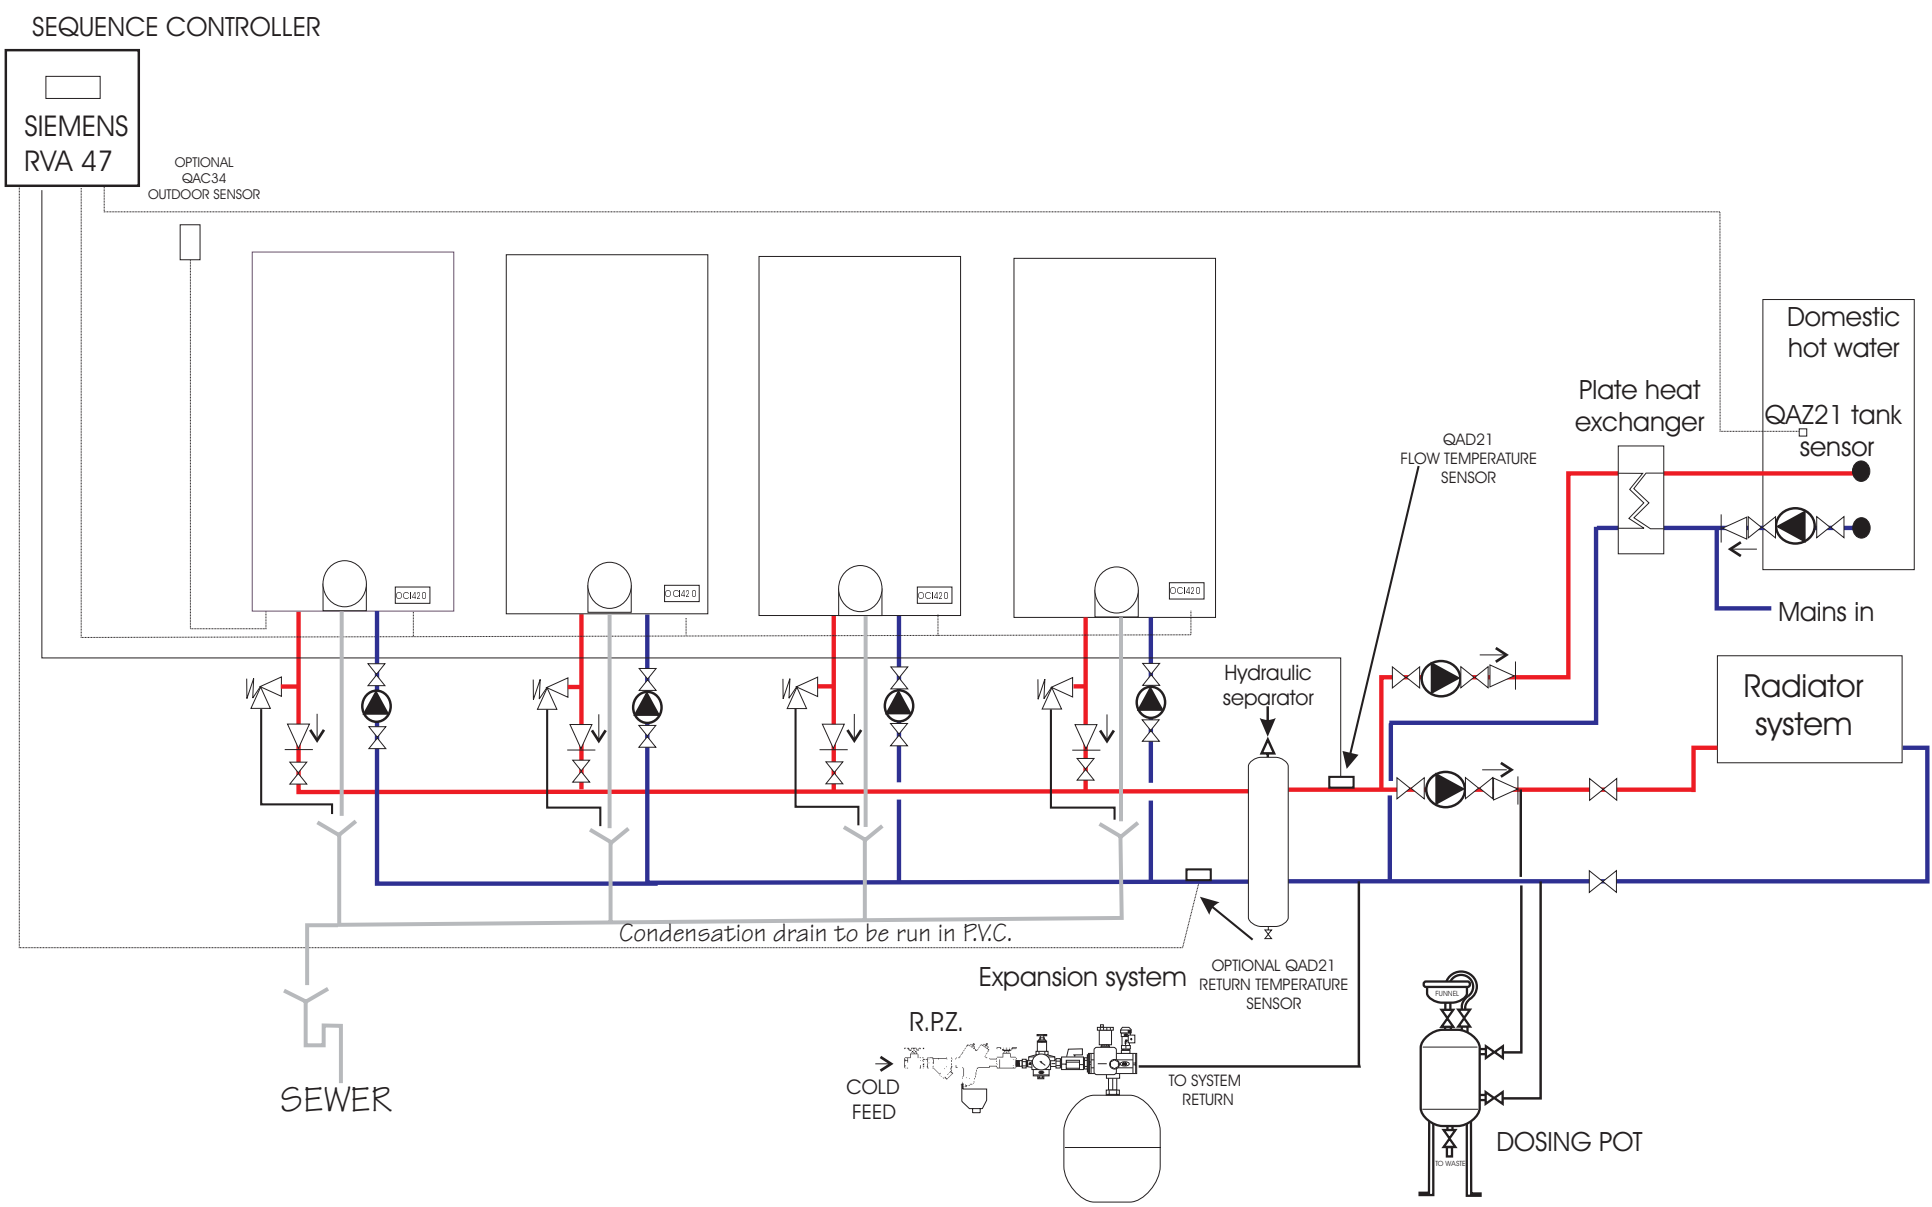 SEQUENCE CONTROLLER
SIEMENS
RVA 47
OPTIONAL
QAC34
OUTDOOR SENSOR
OCI420
OCI420
OCI420
OCI420
Domestic
hot water
QAZ21 tank
sensor
Plate heat
exchanger
QAD21
FLOW TEMPERATURE
SENSOR
Mains in
Hydraulic
separator
Radiator
system
Condensation drain to be run in P.V.C.
OPTIONAL QAD21
RETURN TEMPERATURE
SENSOR
Expansion system
R.P.Z.
COLD
FEED
TO SYSTEM
RETURN
FUNNEL
DOSING POT
TO WASTE
SEWER